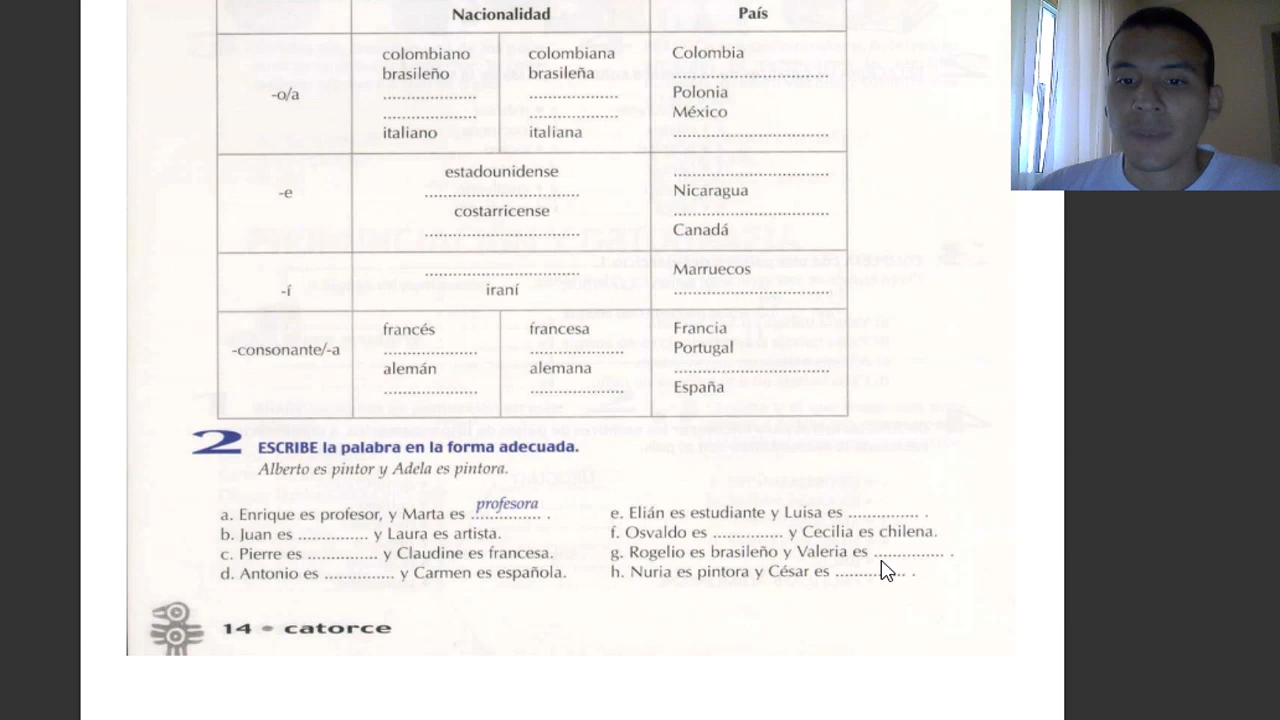 Nacionalidad País
-o/a
colombiano colombiana Colombia
brasileño brasileña ........................................
........................ ........................ Polonia
........................ ........................ México
italiano italiana ........................................
-e
estadounidense ........................................
........................................ Nicaragua
costarricense ........................................
........................................ Canadá
-í
........................................ Marruecos
iraní ........................................
-consonante/-a
francés francesa Francia
........................ ........................ Portugal
alemán alemana ........................................
........................ ........................ España
2 ESCRIBE la palabra en la forma adecuada.
Alberto es pintor y Adela es pintora.
a. Enrique es profesor, y Marta es profesora .
b. Juan es .................. y Laura es artista.
c. Pierre es .................. y Claudine es francesa.
d. Antonio es .................. y Carmen es española.
e. Elián es estudiante y Luisa es .................. .
f. Osvaldo es .................. y Cecilia es chilena.
g. Rogelio es brasileño y Valeria es .................. .
h. Nuria es pintora y César es .................. .
14 • catorce